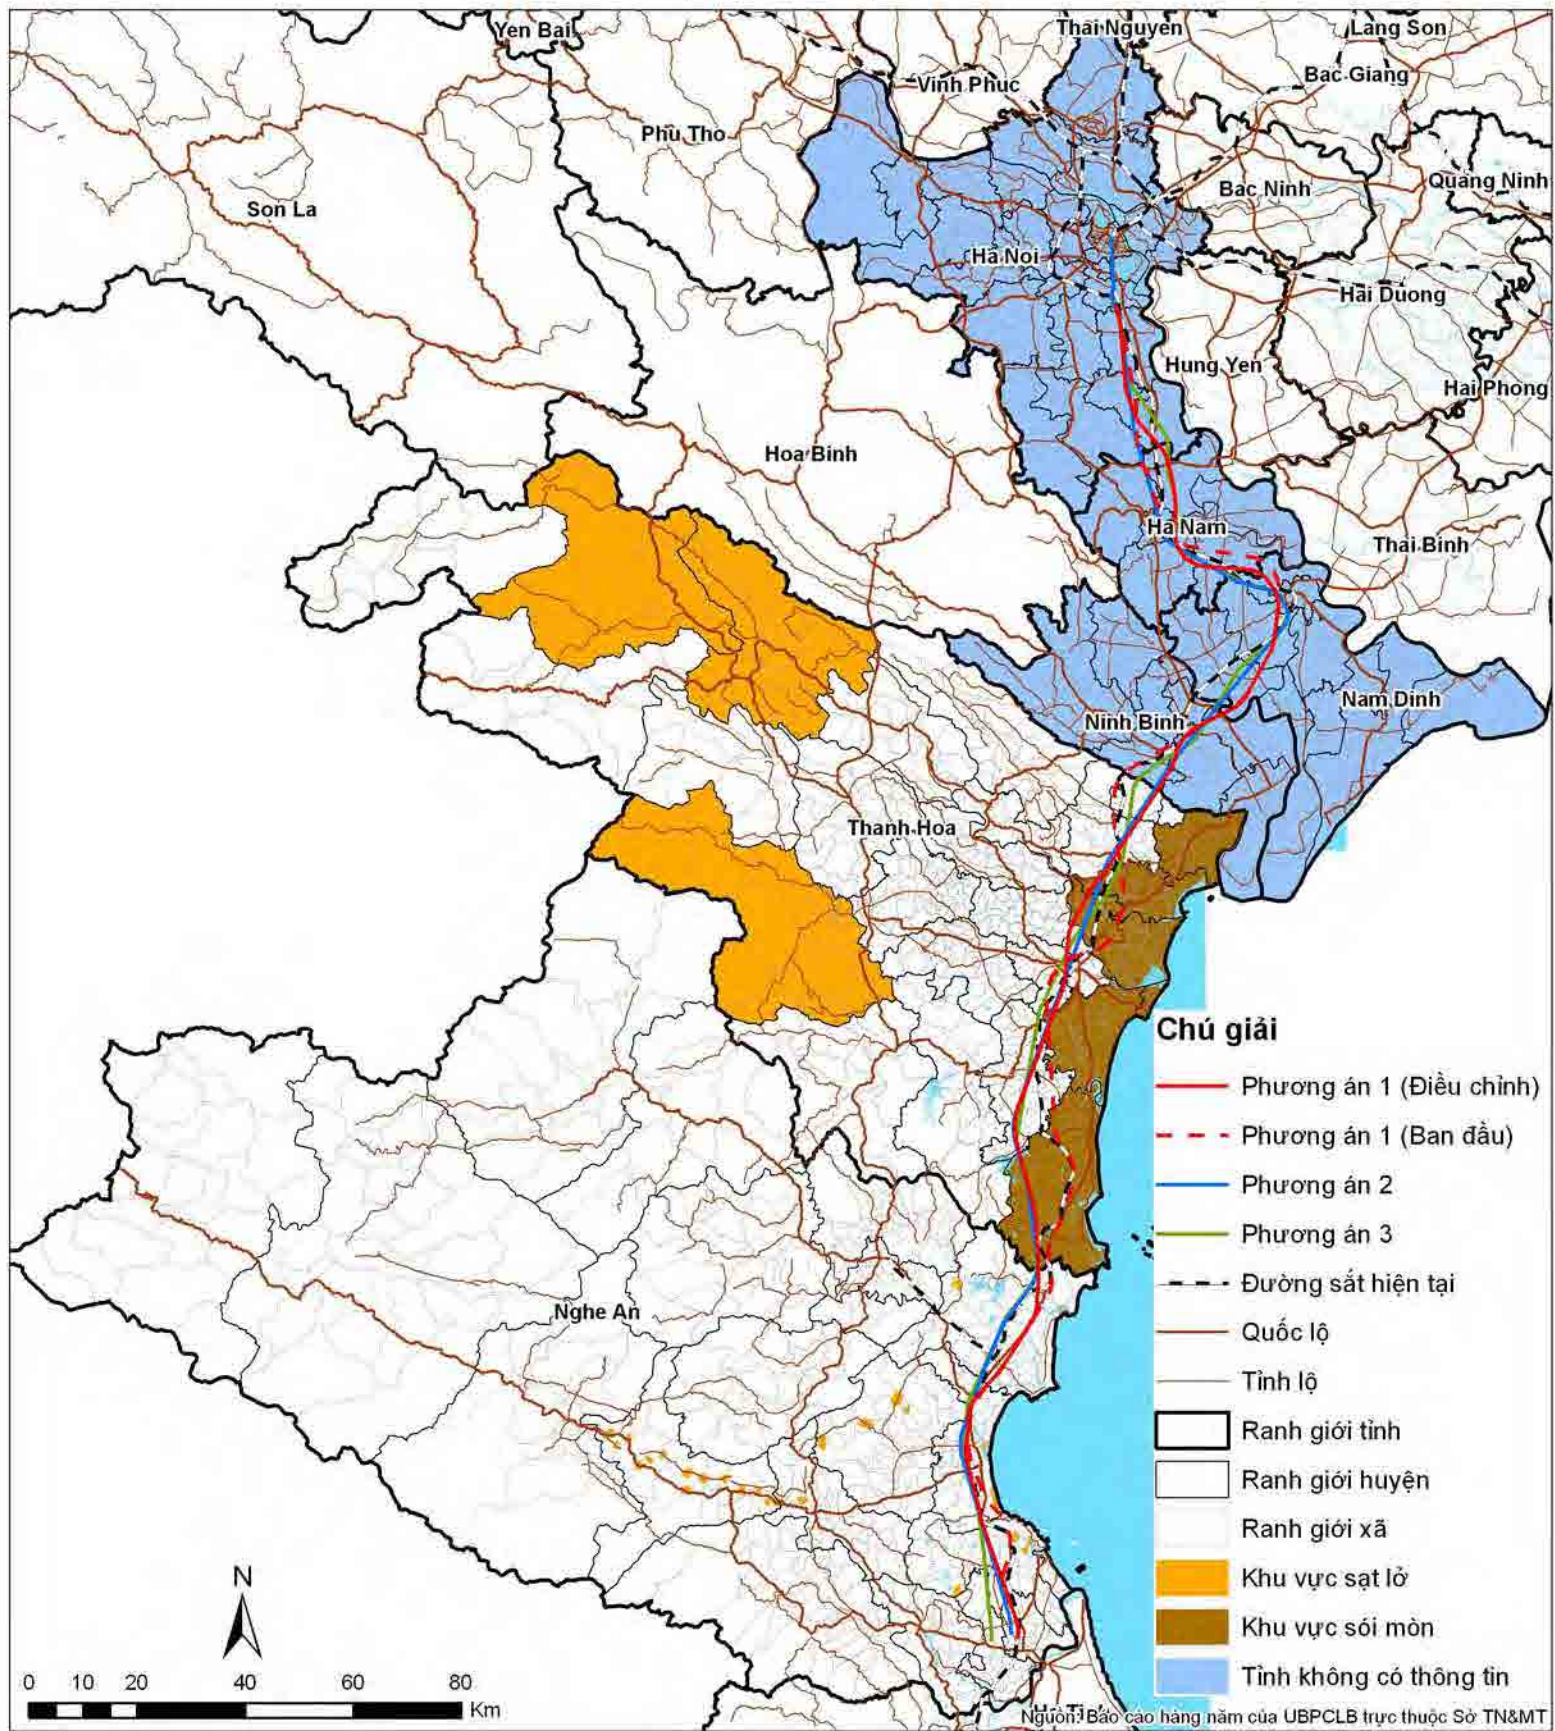 Yen Bai
Thai Nguyen
Lang Son
Vinh Phuc
Bac Giang
Phu Tho
Bac Ninh
Quang Ninh
Son La
Ha Noi
Hai Duong
Hung Yen
Hai Phong
Hoa Binh
Ha Nam
Thai Binh
Nam Dinh
Ninh Binh
Thanh Hoa
Nghe An
Chú giải
Phương án 1 (Điều chỉnh)
Phương án 1 (Ban đầu)
Phương án 2
Phương án 3
Đường sắt hiện tại
Quốc lộ
Tỉnh lộ
Ranh giới tỉnh
Ranh giới huyện
Ranh giới xã
Khu vực sạt lở
Khu vực sói mòn
Tỉnh không có thông tin
N
0 10 20 40 60 80
Km
Nguồn: Báo cáo hàng năm của UBPCLB trực thuộc Sở TN&MT